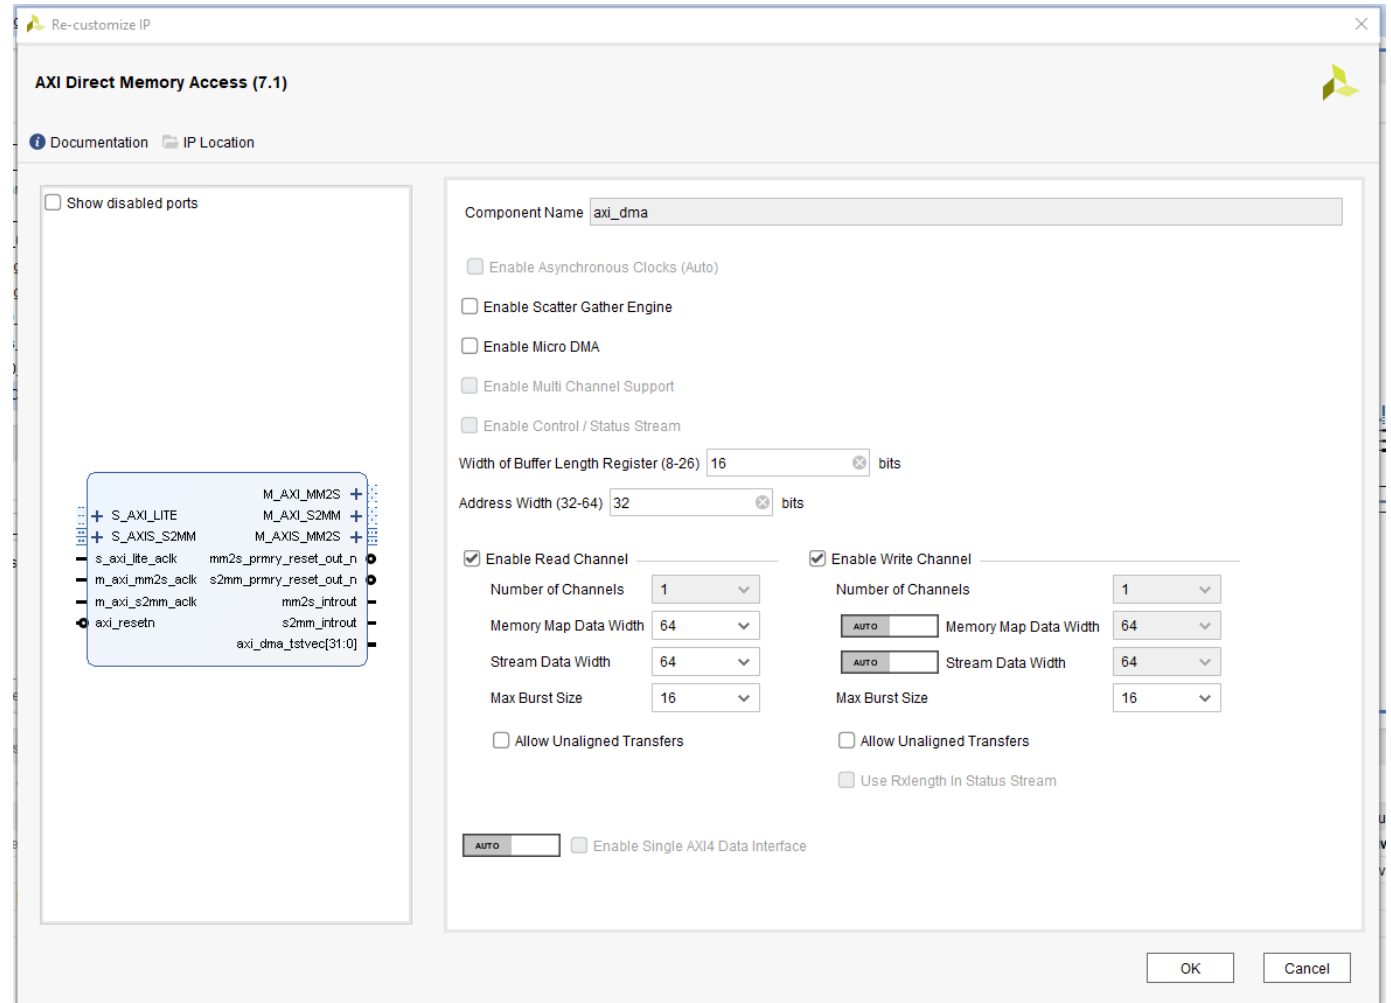 Re-customize IP
AXI Direct Memory Access (7.1)
Documentation IP Location
Show disabled ports
M_AXI_MM2S
S_AXI_LITE M_AXI_S2MM
S_AXIS_S2MM M_AXIS_MM2S
s_axi_lite_aclk mm2s_prmry_reset_out_n
m_axi_mm2s_aclk s2mm_prmry_reset_out_n
m_axi_s2mm_aclk mm2s_introut
axi_resetn s2mm_introut
axi_dma_tstvec[31:0]
Component Name axi_dma
Enable Asynchronous Clocks (Auto)
Enable Scatter Gather Engine
Enable Micro DMA
Enable Multi Channel Support
Enable Control / Status Stream
Width of Buffer Length Register (8-26) 16 bits
Address Width (32-64) 32 bits
Enable Read Channel
Number of Channels 1
Memory Map Data Width 64
Stream Data Width 64
Max Burst Size 16
Allow Unaligned Transfers
Enable Write Channel
Number of Channels 1
AUTO Memory Map Data Width 64
AUTO Stream Data Width 64
Max Burst Size 16
Allow Unaligned Transfers
Use Rxlength In Status Stream
AUTO Enable Single AXI4 Data Interface
OK Cancel